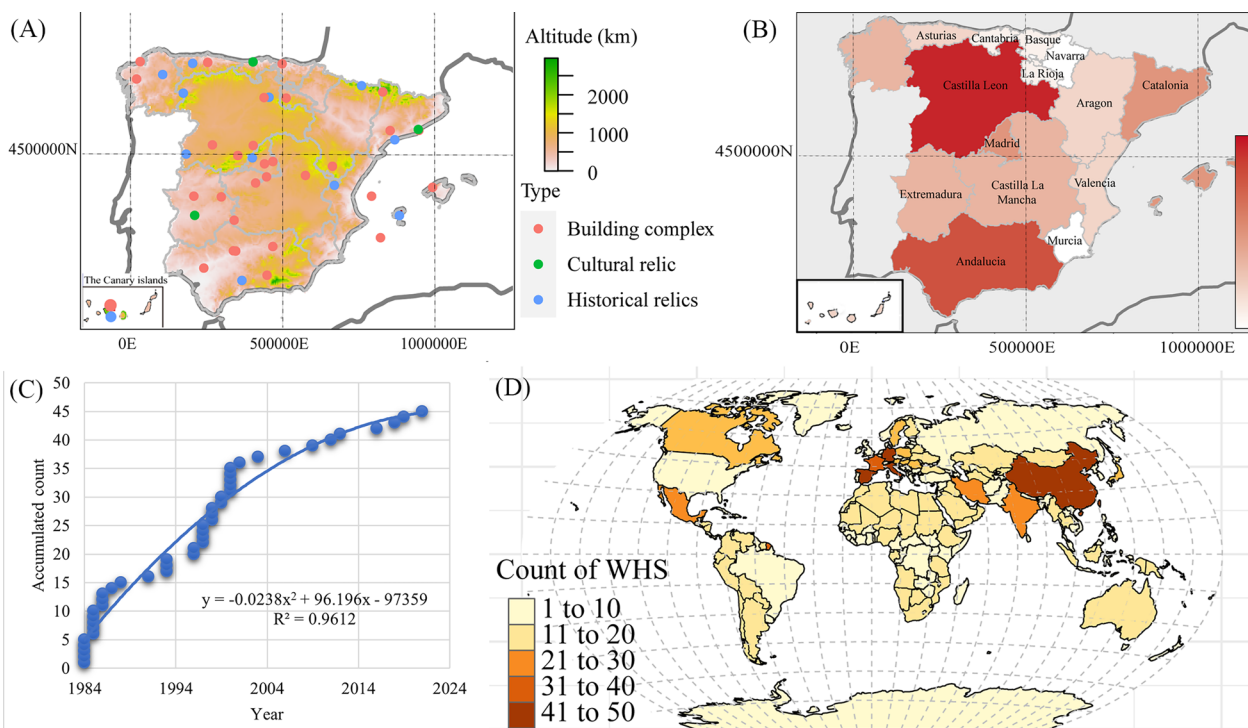 (A)
Altitude (km)
2000
1000
0
4500000N
Type
Building complex
Cultural relic
Historical relics
The Canary islands
0E
500000E
1000000E
(B)
Asturias
Cantabria
Basque
Navarra
La Rioja
Castilla Leon
Aragon
Catalonia
Madrid
4500000N
Extremadura
Castilla La
Mancha
Valencia
Murcia
Andalucia
0E
500000E
1000000E
(C)
Accumulated count
50
45
40
35
30
25
20
15
10
5
0
y = -0.0238x² + 96.196x - 97359
R² = 0.9612
1984
1994
2004
2014
2024
Year
(D)
Count of WHS
1 to 10
11 to 20
21 to 30
31 to 40
41 to 50